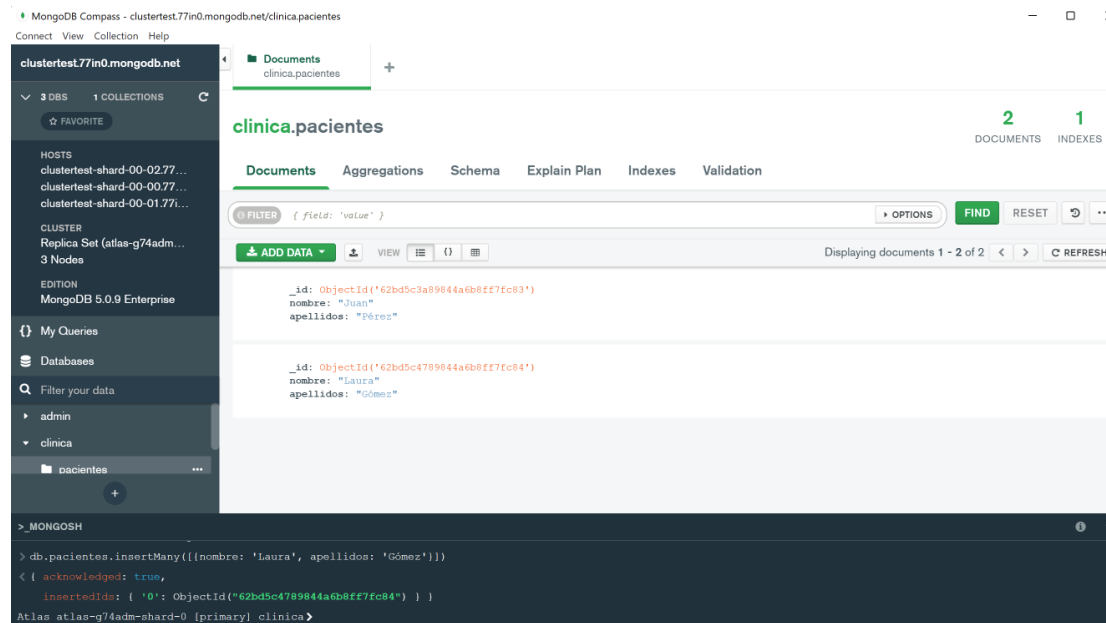 MongoDB Compass - clustertest.77in0.mongodb.net/clinica.pacientes
Connect View Collection Help
clustertest.77in0.mongodb.net
3 DBS 1 COLLECTIONS
FAVORITE
HOSTS
clustertest-shard-00-02.77...
clustertest-shard-00-00.77...
clustertest-shard-00-01.77i...
CLUSTER
Replica Set (atlas-g74adm...
3 Nodes
EDITION
MongoDB 5.0.9 Enterprise
{} My Queries
Databases
Filter your data
admin
clinica
pacientes ...
+
Documents
clinica.pacientes
+
clinica.pacientes
2 DOCUMENTS
1 INDEXES
Documents Aggregations Schema Explain Plan Indexes Validation
FILTER { field: 'value' } OPTIONS FIND RESET ...
ADD DATA VIEW {} Displaying documents 1 - 2 of 2 < > REFRESH
_id: ObjectId('62bd5c3a89844a6b8ff7fc83')
nombre: "Juan"
apellidos: "Pérez"
_id: ObjectId('62bd5c4789844a6b8ff7fc84')
nombre: "Laura"
apellidos: "Gómez"
>_MONGOSH
> db.pacientes.insertMany([{nombre: 'Laura', apellidos: 'Gómez'}])
< { acknowledged: true,
insertedIds: { '0': ObjectId("62bd5c4789844a6b8ff7fc84") } }
Atlas atlas-g74adm-shard-0 [primary] clinica>